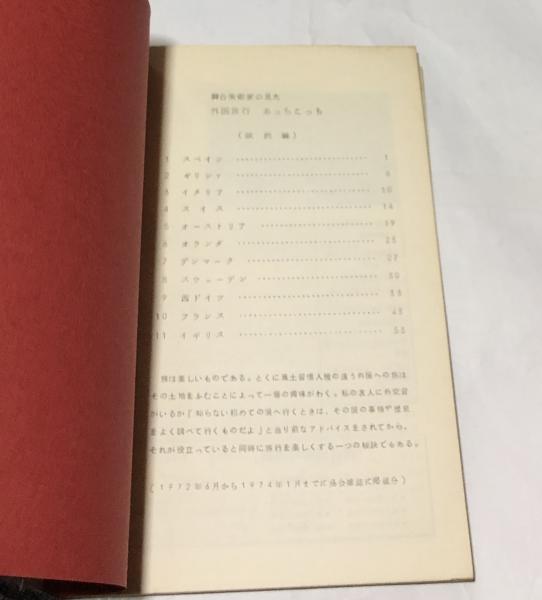 舞台美術家の見た
外国旅行 あっちこっち
(欧州編)
1 スペイン ・・・・・・・・・・・・・・・・・・・・ 1
2 ギリシャ ・・・・・・・・・・・・・・・・・・・・ 6
3 イタリア ・・・・・・・・・・・・・・・・・・・・ 10
4 スイス ・・・・・・・・・・・・・・・・・・・・ 14
5 オーストリア ・・・・・・・・・・・・・・・・ 19
6 オランダ ・・・・・・・・・・・・・・・・・・・・ 23
7 デンマーク ・・・・・・・・・・・・・・・・・・ 27
8 スウェーデン ・・・・・・・・・・・・・・・・ 30
9 西ドイツ ・・・・・・・・・・・・・・・・・・・・ 33
10 フランス ・・・・・・・・・・・・・・・・・・・・ 43
11 イギリス ・・・・・・・・・・・・・・・・・・・・ 53
旅は楽しいものである。とくに風土習慣人種の違う外国への旅は
その土地をふむことによって一層の興味がわく。私の友人に外交官
がいるが「知らない初めての国へ行くときは、その国の事情や歴史
をよく調べて行くものだよ」と当り前なアドバイスをされてから、
それが役立っていると同時に旅行を楽しくする一つの秘訣でもある。
(1972年6月から1974年1月までに 雑誌に掲載分)